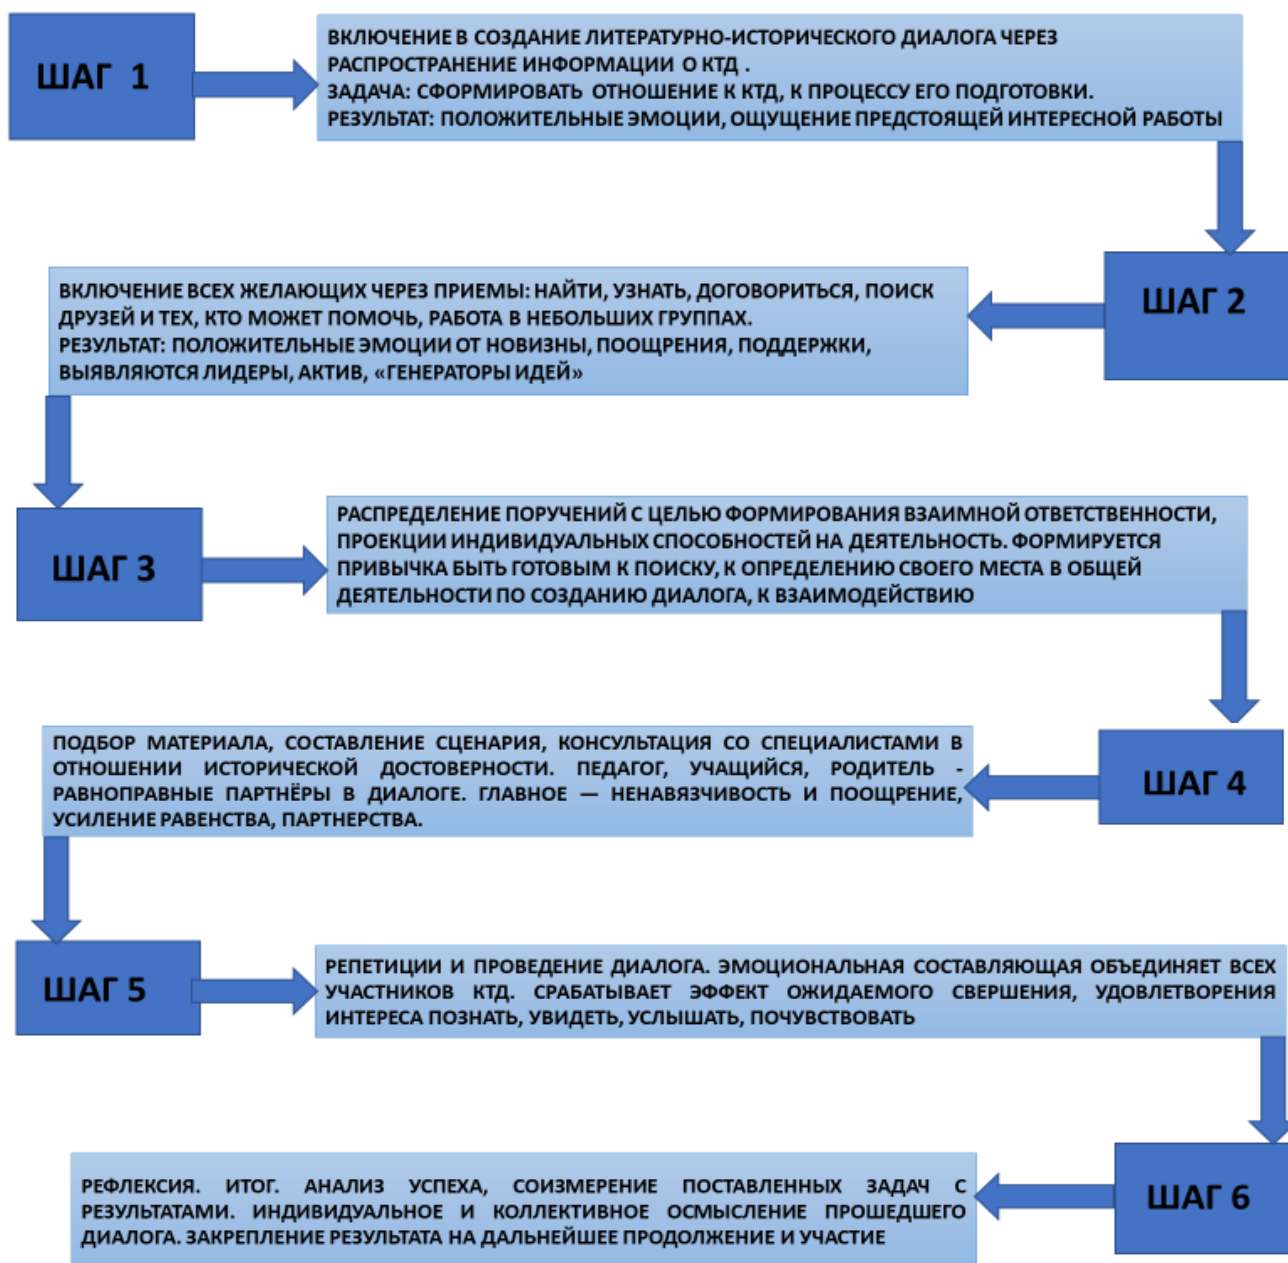 ШАГ 1
ВКЛЮЧЕНИЕ В СОЗДАНИЕ ЛИТЕРАТУРНО-ИСТОРИЧЕСКОГО ДИАЛОГА ЧЕРЕЗ
РАСПРОСТРАНЕНИЕ ИНФОРМАЦИИ О КТД .
ЗАДАЧА: СФОРМИРОВАТЬ ОТНОШЕНИЕ К КТД, К ПРОЦЕССУ ЕГО ПОДГОТОВКИ.
РЕЗУЛЬТАТ: ПОЛОЖИТЕЛЬНЫЕ ЭМОЦИИ, ОЩУЩЕНИЕ ПРЕДСТОЯЩЕЙ ИНТЕРЕСНОЙ РАБОТЫ
ШАГ 2
ВКЛЮЧЕНИЕ ВСЕХ ЖЕЛАЮЩИХ ЧЕРЕЗ ПРИЕМЫ: НАЙТИ, УЗНАТЬ, ДОГОВОРИТЬСЯ, ПОИСК
ДРУЗЕЙ И ТЕХ, КТО МОЖЕТ ПОМОЧЬ, РАБОТА В НЕБОЛЬШИХ ГРУППАХ.
РЕЗУЛЬТАТ: ПОЛОЖИТЕЛЬНЫЕ ЭМОЦИИ ОТ НОВИЗНЫ, ПООЩРЕНИЯ, ПОДДЕРЖКИ,
ВЫЯВЛЯЮТСЯ ЛИДЕРЫ, АКТИВ, «ГЕНЕРАТОРЫ ИДЕЙ»
ШАГ 3
РАСПРЕДЕЛЕНИЕ ПОРУЧЕНИЙ С ЦЕЛЬЮ ФОРМИРОВАНИЯ ВЗАИМНОЙ ОТВЕТСТВЕННОСТИ,
ПРОЕКЦИИ ИНДИВИДУАЛЬНЫХ СПОСОБНОСТЕЙ НА ДЕЯТЕЛЬНОСТЬ. ФОРМИРУЕТСЯ
ПРИВЫЧКА БЫТЬ ГОТОВЫМ К ПОИСКУ, К ОПРЕДЕЛЕНИЮ СВОЕГО МЕСТА В ОБЩЕЙ
ДЕЯТЕЛЬНОСТИ ПО СОЗДАНИЮ ДИАЛОГА, К ВЗАИМОДЕЙСТВИЮ
ШАГ 4
ПОДБОР МАТЕРИАЛА, СОСТАВЛЕНИЕ СЦЕНАРИЯ, КОНСУЛЬТАЦИЯ СО СПЕЦИАЛИСТАМИ В
ОТНОШЕНИИ ИСТОРИЧЕСКОЙ ДОСТОВЕРНОСТИ. ПЕДАГОГ, УЧАЩИЙСЯ, РОДИТЕЛЬ -
РАВНОПРАВНЫЕ ПАРТНЁРЫ В ДИАЛОГЕ. ГЛАВНОЕ — НЕНАВЯЗЧИВОСТЬ И ПООЩРЕНИЕ,
УСИЛЕНИЕ РАВЕНСТВА, ПАРТНЕРСТВА.
ШАГ 5
РЕПЕТИЦИИ И ПРОВЕДЕНИЕ ДИАЛОГА. ЭМОЦИОНАЛЬНАЯ СОСТАВЛЯЮЩАЯ ОБЪЕДИНЯЕТ ВСЕХ
УЧАСТНИКОВ КТД. СРАБАТЫВАЕТ ЭФФЕКТ ОЖИДАЕМОГО СВЕРШЕНИЯ, УДОВЛЕТВОРЕНИЯ
ИНТЕРЕСА ПОЗНАТЬ, УВИДЕТЬ, УСЛЫШАТЬ, ПОЧУВСТВОВАТЬ
ШАГ 6
РЕФЛЕКСИЯ. ИТОГ. АНАЛИЗ УСПЕХА, СОИЗМЕРЕНИЕ ПОСТАВЛЕННЫХ ЗАДАЧ С
РЕЗУЛЬТАТАМИ. ИНДИВИДУАЛЬНОЕ И КОЛЛЕКТИВНОЕ ОСМЫСЛЕНИЕ ПРОШЕДШЕГО
ДИАЛОГА. ЗАКРЕПЛЕНИЕ РЕЗУЛЬТАТА НА ДАЛЬНЕЙШЕЕ ПРОДОЛЖЕНИЕ И УЧАСТИЕ